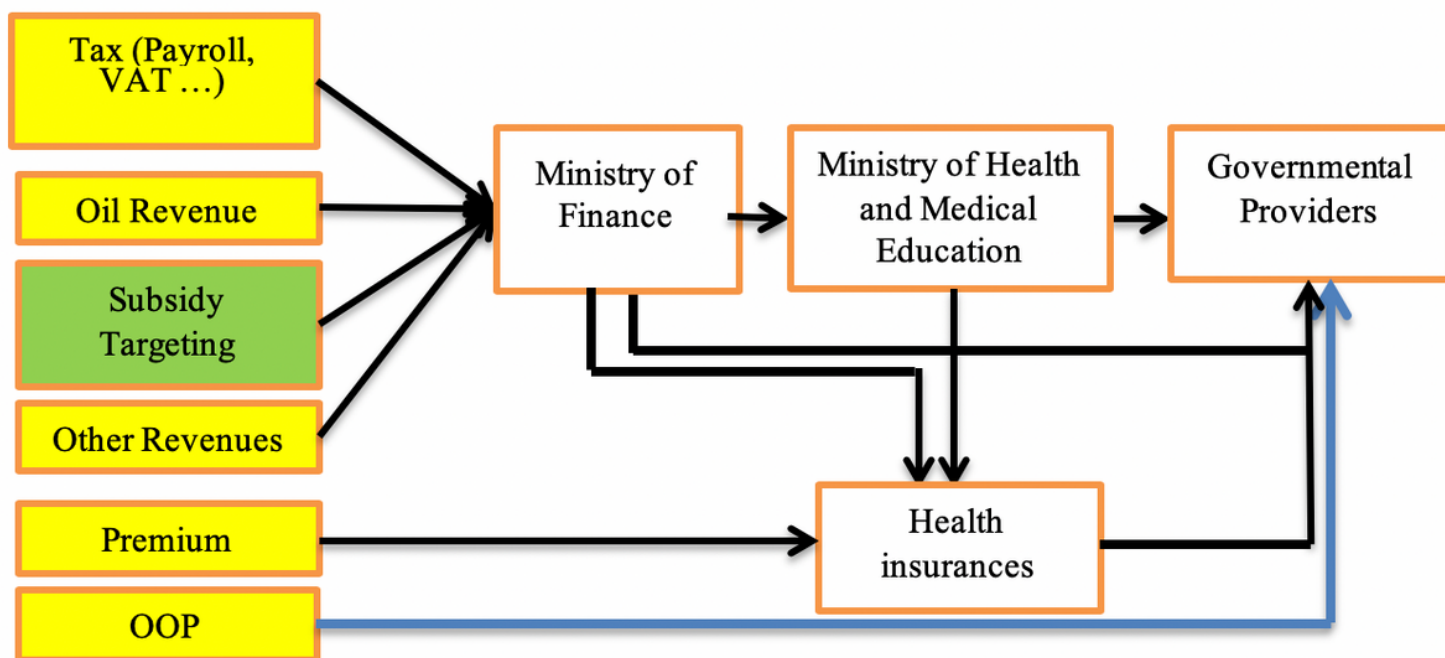 Tax (Payroll,
VAT ...)
Oil Revenue
Subsidy
Targeting
Other Revenues
Premium
OOP
Ministry of
Finance
Ministry of Health
and Medical
Education
Governmental
Providers
Health
insurances